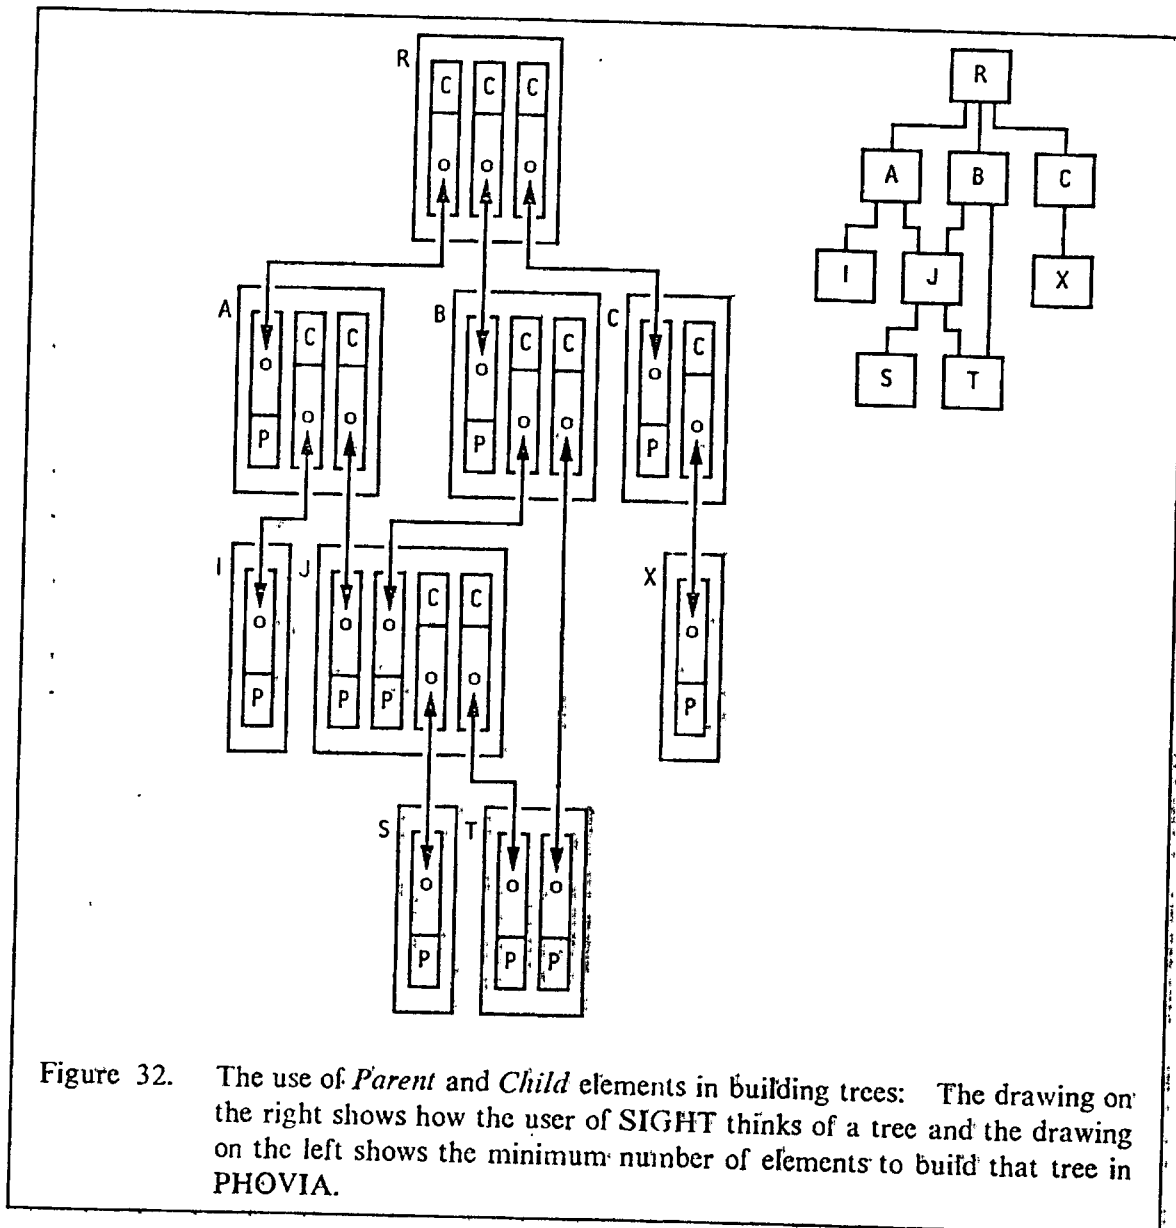 R
C C C
R
A B C
I J X
S T
A
C C
P
B
C C
P
C
C
P
I
P
J
C C
P P
X
P
S
P
T
P P
Figure 32. The use of Parent and Child elements in building trees: The drawing on
the right shows how the user of SIGHT thinks of a tree and the drawing
on the left shows the minimum number of elements to build that tree in
PHOVIA.